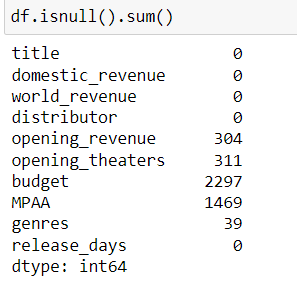 df.isnull().sum()
title 0
domestic_revenue 0
world_revenue 0
distributor 0
opening_revenue 304
opening_theaters 311
budget 2297
MPAA 1469
genres 39
release_days 0
dtype: int64